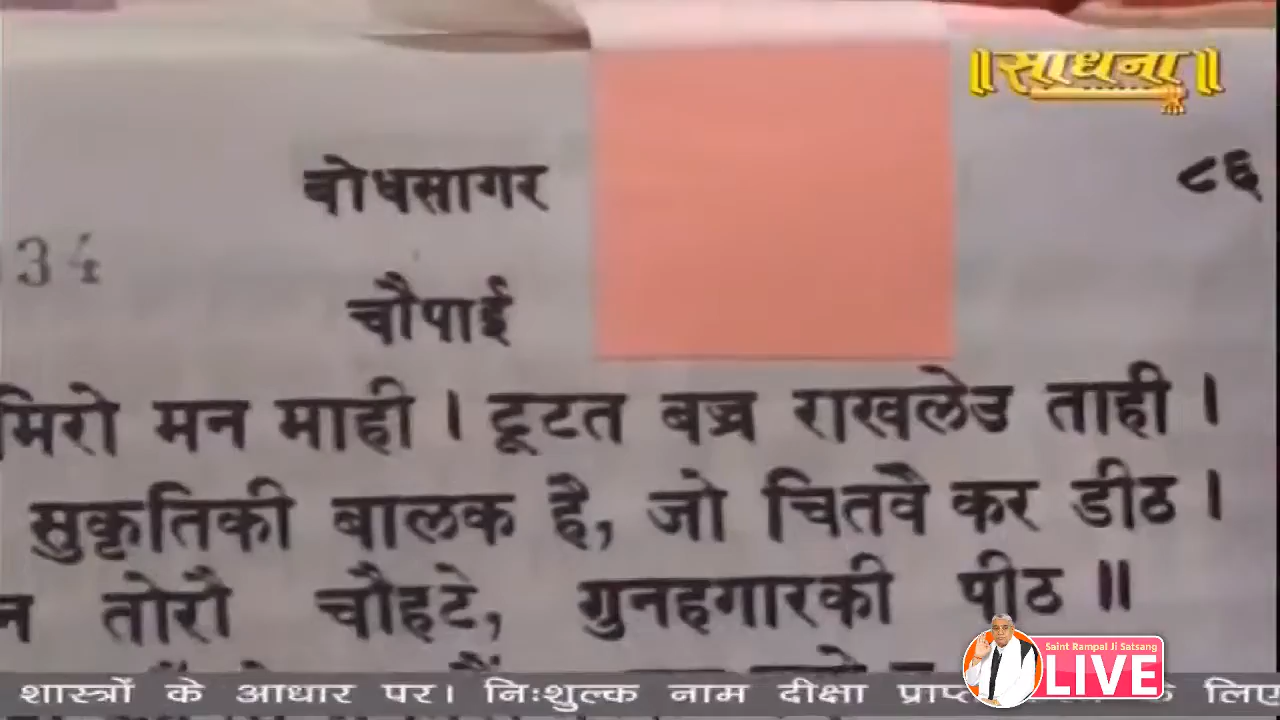 ॥साधना॥
बोधसागर ८६
134
चौपाई
मिरो मन माही । टूटत बज्र राखलेउ ताही ।
सुकृतिकी बालक है, जो चितवै कर डीठ ।
न तोरौ चौहटे, गुनहगारकी पीठ ॥
Saint Rampal Ji Satsang
LIVE
शास्त्रों के आधार पर। निःशुल्क नाम दीक्षा लिए